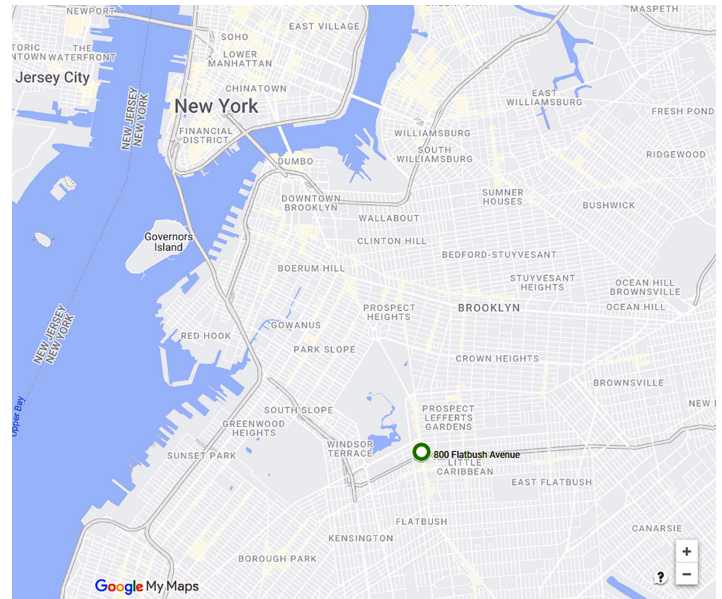 NEWPORT
EAST VILLAGE
MASPETH
SOHO
TORIC
NTOWN
THE
WATERFRONT
LOWER
MANHATTAN
Jersey City
CHINATOWN
EAST
WILLIAMSBURG
New York
FRESH POND
NEW JERSEY
NEW YORK
FINANCIAL
DISTRICT
WILLIAMSBURG
SOUTH
WILLIAMSBURG
RIDGEWOOD
DUMBO
DOWNTOWN
BROOKLYN
SUMNER
HOUSES
BUSHWICK
WALLABOUT
Governors
Island
CLINTON HILL
BEDFORD-STUYVESANT
BOERUM HILL
STUYVESANT
HEIGHTS
OCEAN HILL
BROWNSVILLE
PROSPECT
HEIGHTS
BROOKLYN
OCEAN HILL
NEW JERSEY
NEW YORK
GOWANUS
RED HOOK
PARK SLOPE
CROWN HEIGHTS
BROWNSVILLE
NEW
Upper Bay
SOUTH SLOPE
PROSPECT
LEFFERTS
GARDENS
GREENWOOD
HEIGHTS
WINDSOR
TERRACE
SUNSET PARK
800 Flatbush Avenue
LITTLE
CARIBBEAN
EAST FLATBUSH
FLATBUSH
CANARSIE
KENSINGTON
BOROUGH PARK
+
?
−
Google My Maps